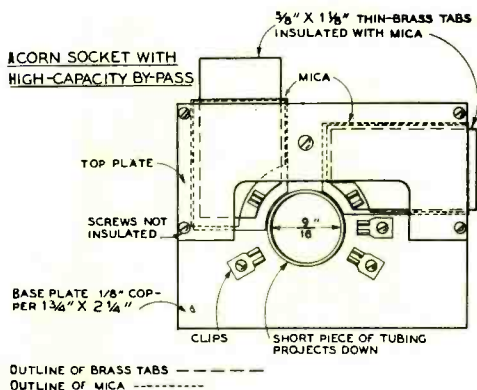 5/8" X 1 1/8" THIN-BRASS TABS
INSULATED WITH MICA
ACORN SOCKET WITH
HIGH-CAPACITY BY-PASS
MICA
TOP PLATE
SCREWS NOT
INSULATED
9/16"
BASE PLATE 1/8" COP-
PER 1 3/4" X 2 1/4"
CLIPS
SHORT PIECE OF TUBING
PROJECTS DOWN
OUTLINE OF BRASS TABS
OUTLINE OF MICA